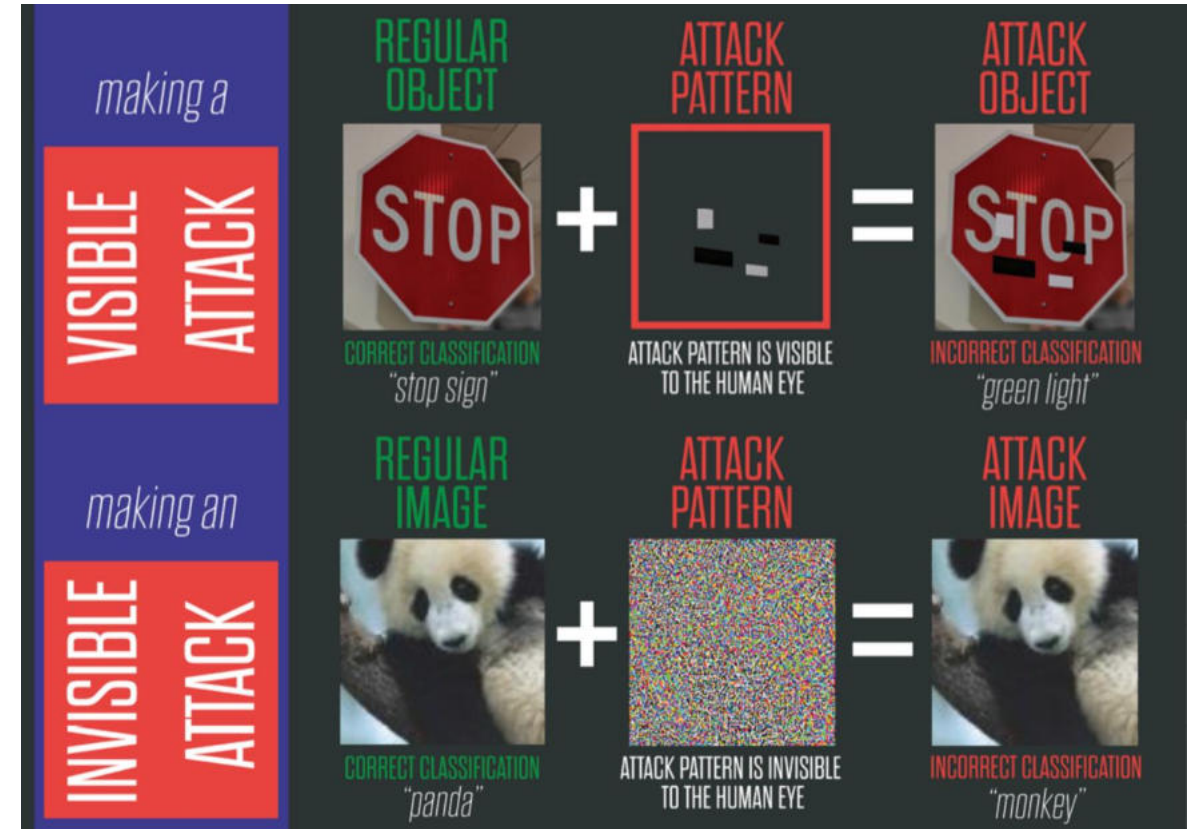 making a
VISIBLE
ATTACK
REGULAR
OBJECT
STOP
CORRECT CLASSIFICATION
"stop sign"
ATTACK
PATTERN
ATTACK PATTERN IS VISIBLE
TO THE HUMAN EYE
ATTACK
OBJECT
STOP
INCORRECT CLASSIFICATION
"green light"
making an
INVISIBLE
ATTACK
REGULAR
IMAGE
CORRECT CLASSIFICATION
"panda"
ATTACK
PATTERN
ATTACK PATTERN IS INVISIBLE
TO THE HUMAN EYE
ATTACK
IMAGE
INCORRECT CLASSIFICATION
"monkey"